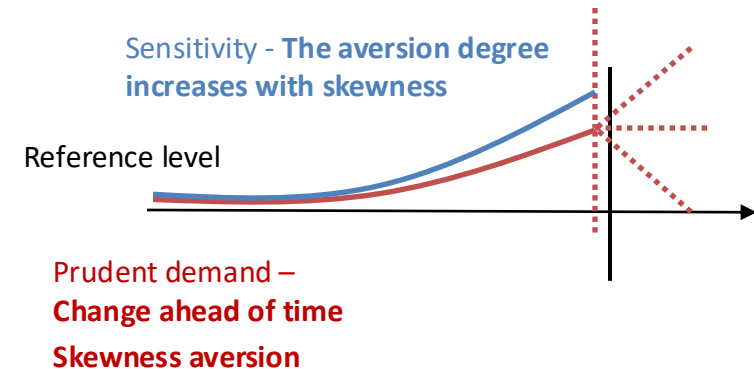 Sensitivity - The aversion degree
increases with skewness
Reference level
Prudent demand –
Change ahead of time
Skewness aversion